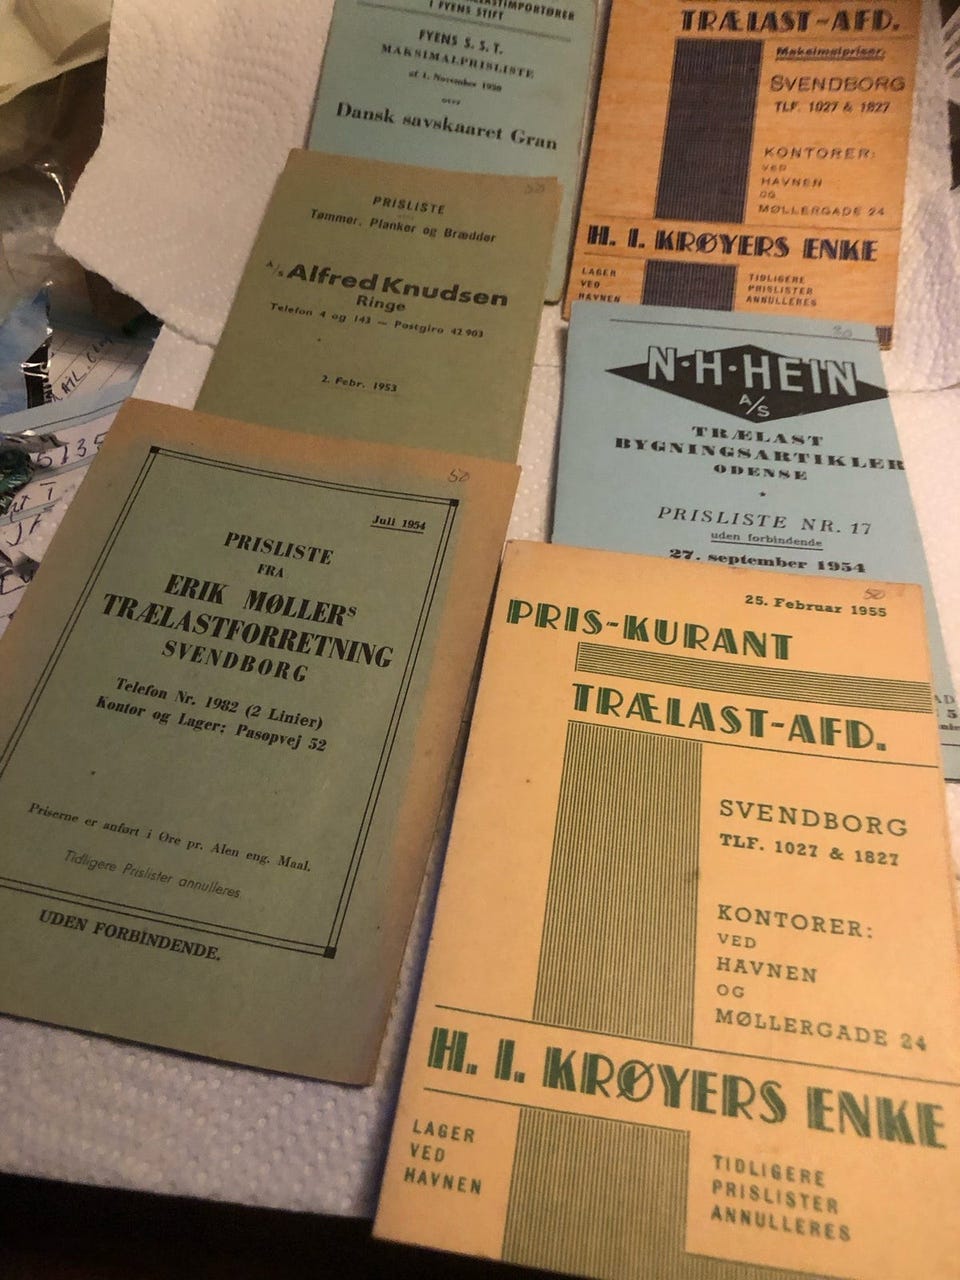 I FYENS STIFT
FYENS S. S. T.
MAKSIMALPRISLISTE
af 1. November 1950
over
Dansk savskaaret Gran
TRÆLAST-AFD.
Maksimalpriser.
SVENDBORG
TLF. 1027 & 1827
KONTORER:
VED
HAVNEN
OG
MØLLERGADE 24
H. I. KRØYERS ENKE
LAGER
VED
HAVNEN
TIDLIGERE
PRISLISTER
ANNULLERES
PRISLISTE
Tømmer, Planker og Brædder
A/S Alfred Knudsen
Ringe
Telefon 4 og 143 — Postgiro 42 903
2. Febr. 1953
N·H·HEIN
A/S
TRÆLAST
BYGNINGSARTIKLER
ODENSE
PRISLISTE NR. 17
uden forbindende
27. september 1954
50
Juli 1954
PRISLISTE
FRA
ERIK MØLLERS
TRÆLASTFORRETNING
SVENDBORG
Telefon Nr. 1982 (2 Linier)
Kontor og Lager: Pasopvej 52
Priserne er anført i Øre pr. Alen eng. Maal.
Tidligere Prislister annulleres
UDEN FORBINDENDE.
50
25. Februar 1955
PRIS-KURANT
TRÆLAST-AFD.
SVENDBORG
TLF. 1027 & 1827
KONTORER:
VED
HAVNEN
OG
MØLLERGADE 24
H. I. KRØYERS ENKE
LAGER
VED
HAVNEN
TIDLIGERE
PRISLISTER
ANNULLERES